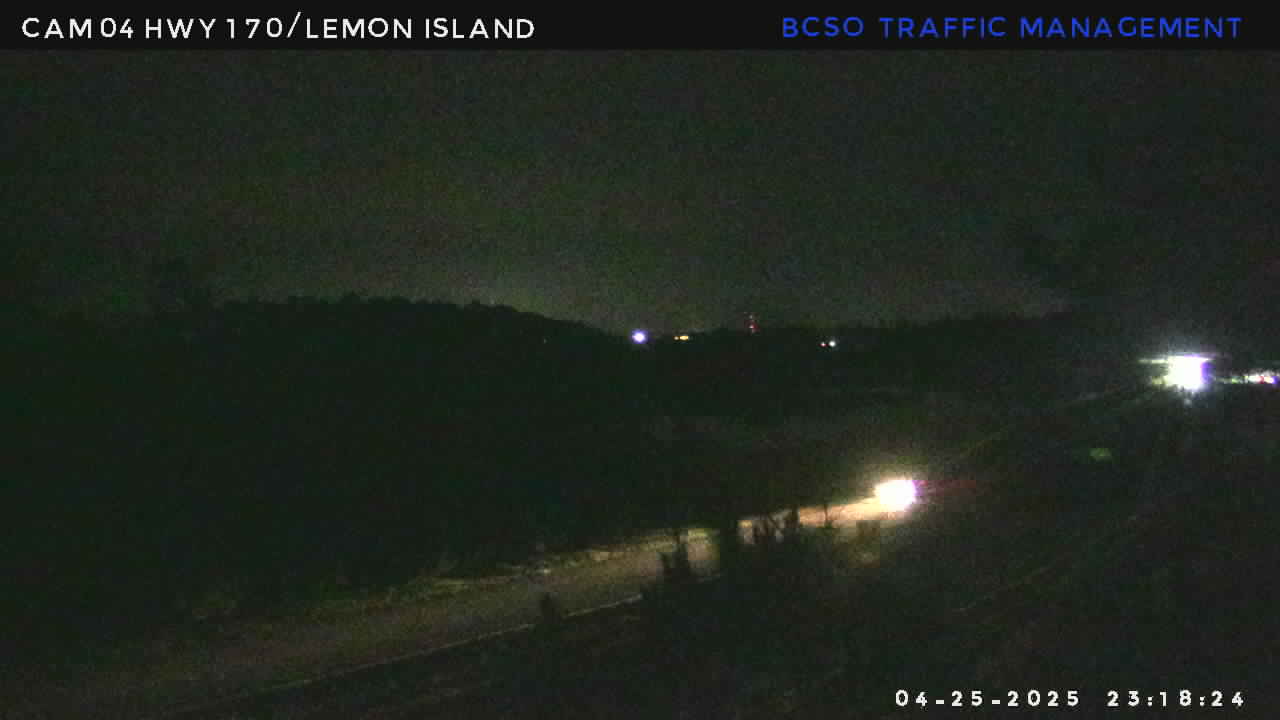 CAM04 HWY 170/LEMON ISLAND
BCSO TRAFFIC MANAGEMENT
04-25-2025 23:18:24